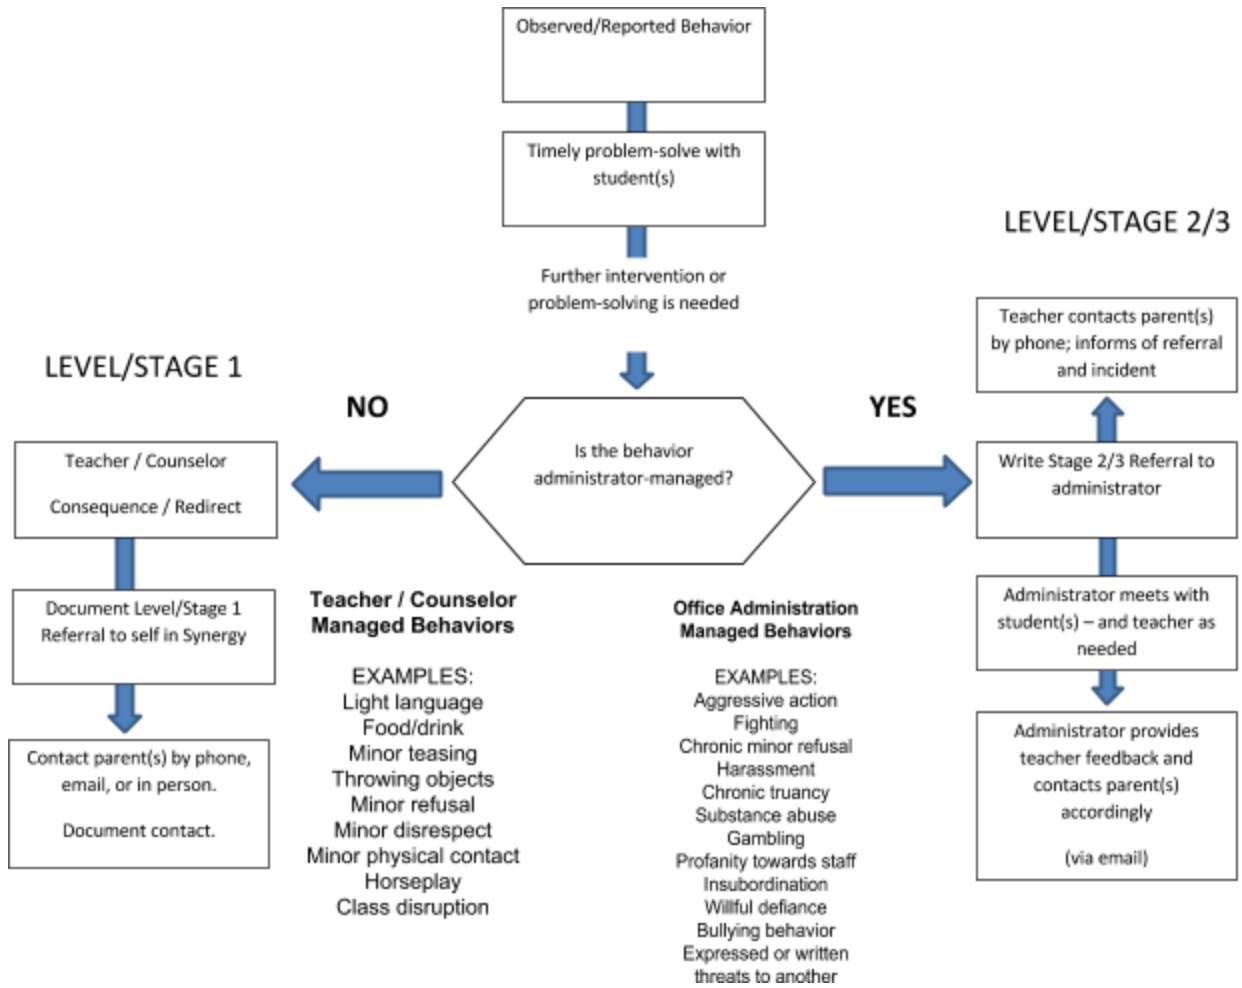 Observed/Reported Behavior
Timely problem-solve with
student(s)
Further intervention or
problem-solving is needed
LEVEL/STAGE 2/3
Teacher contacts parent(s)
by phone; informs of referral
and incident
LEVEL/STAGE 1
NO
YES
Is the behavior
administrator-managed?
Teacher / Counselor
Consequence / Redirect
Write Stage 2/3 Referral to
administrator
Document Level/Stage 1
Referral to self in Synergy
Contact parent(s) by phone,
email, or in person.
Document contact.
Teacher / Counselor
Managed Behaviors
EXAMPLES:
Light language
Food/drink
Minor teasing
Throwing objects
Minor refusal
Minor disrespect
Minor physical contact
Horseplay
Class disruption
Office Administration
Managed Behaviors
EXAMPLES:
Aggressive action
Fighting
Chronic minor refusal
Harassment
Chronic truancy
Substance abuse
Gambling
Profanity towards staff
Insubordination
Willful defiance
Bullying behavior
Expressed or written
threats to another
Administrator meets with
student(s) – and teacher as
needed
Administrator provides
teacher feedback and
contacts parent(s)
accordingly
(via email)